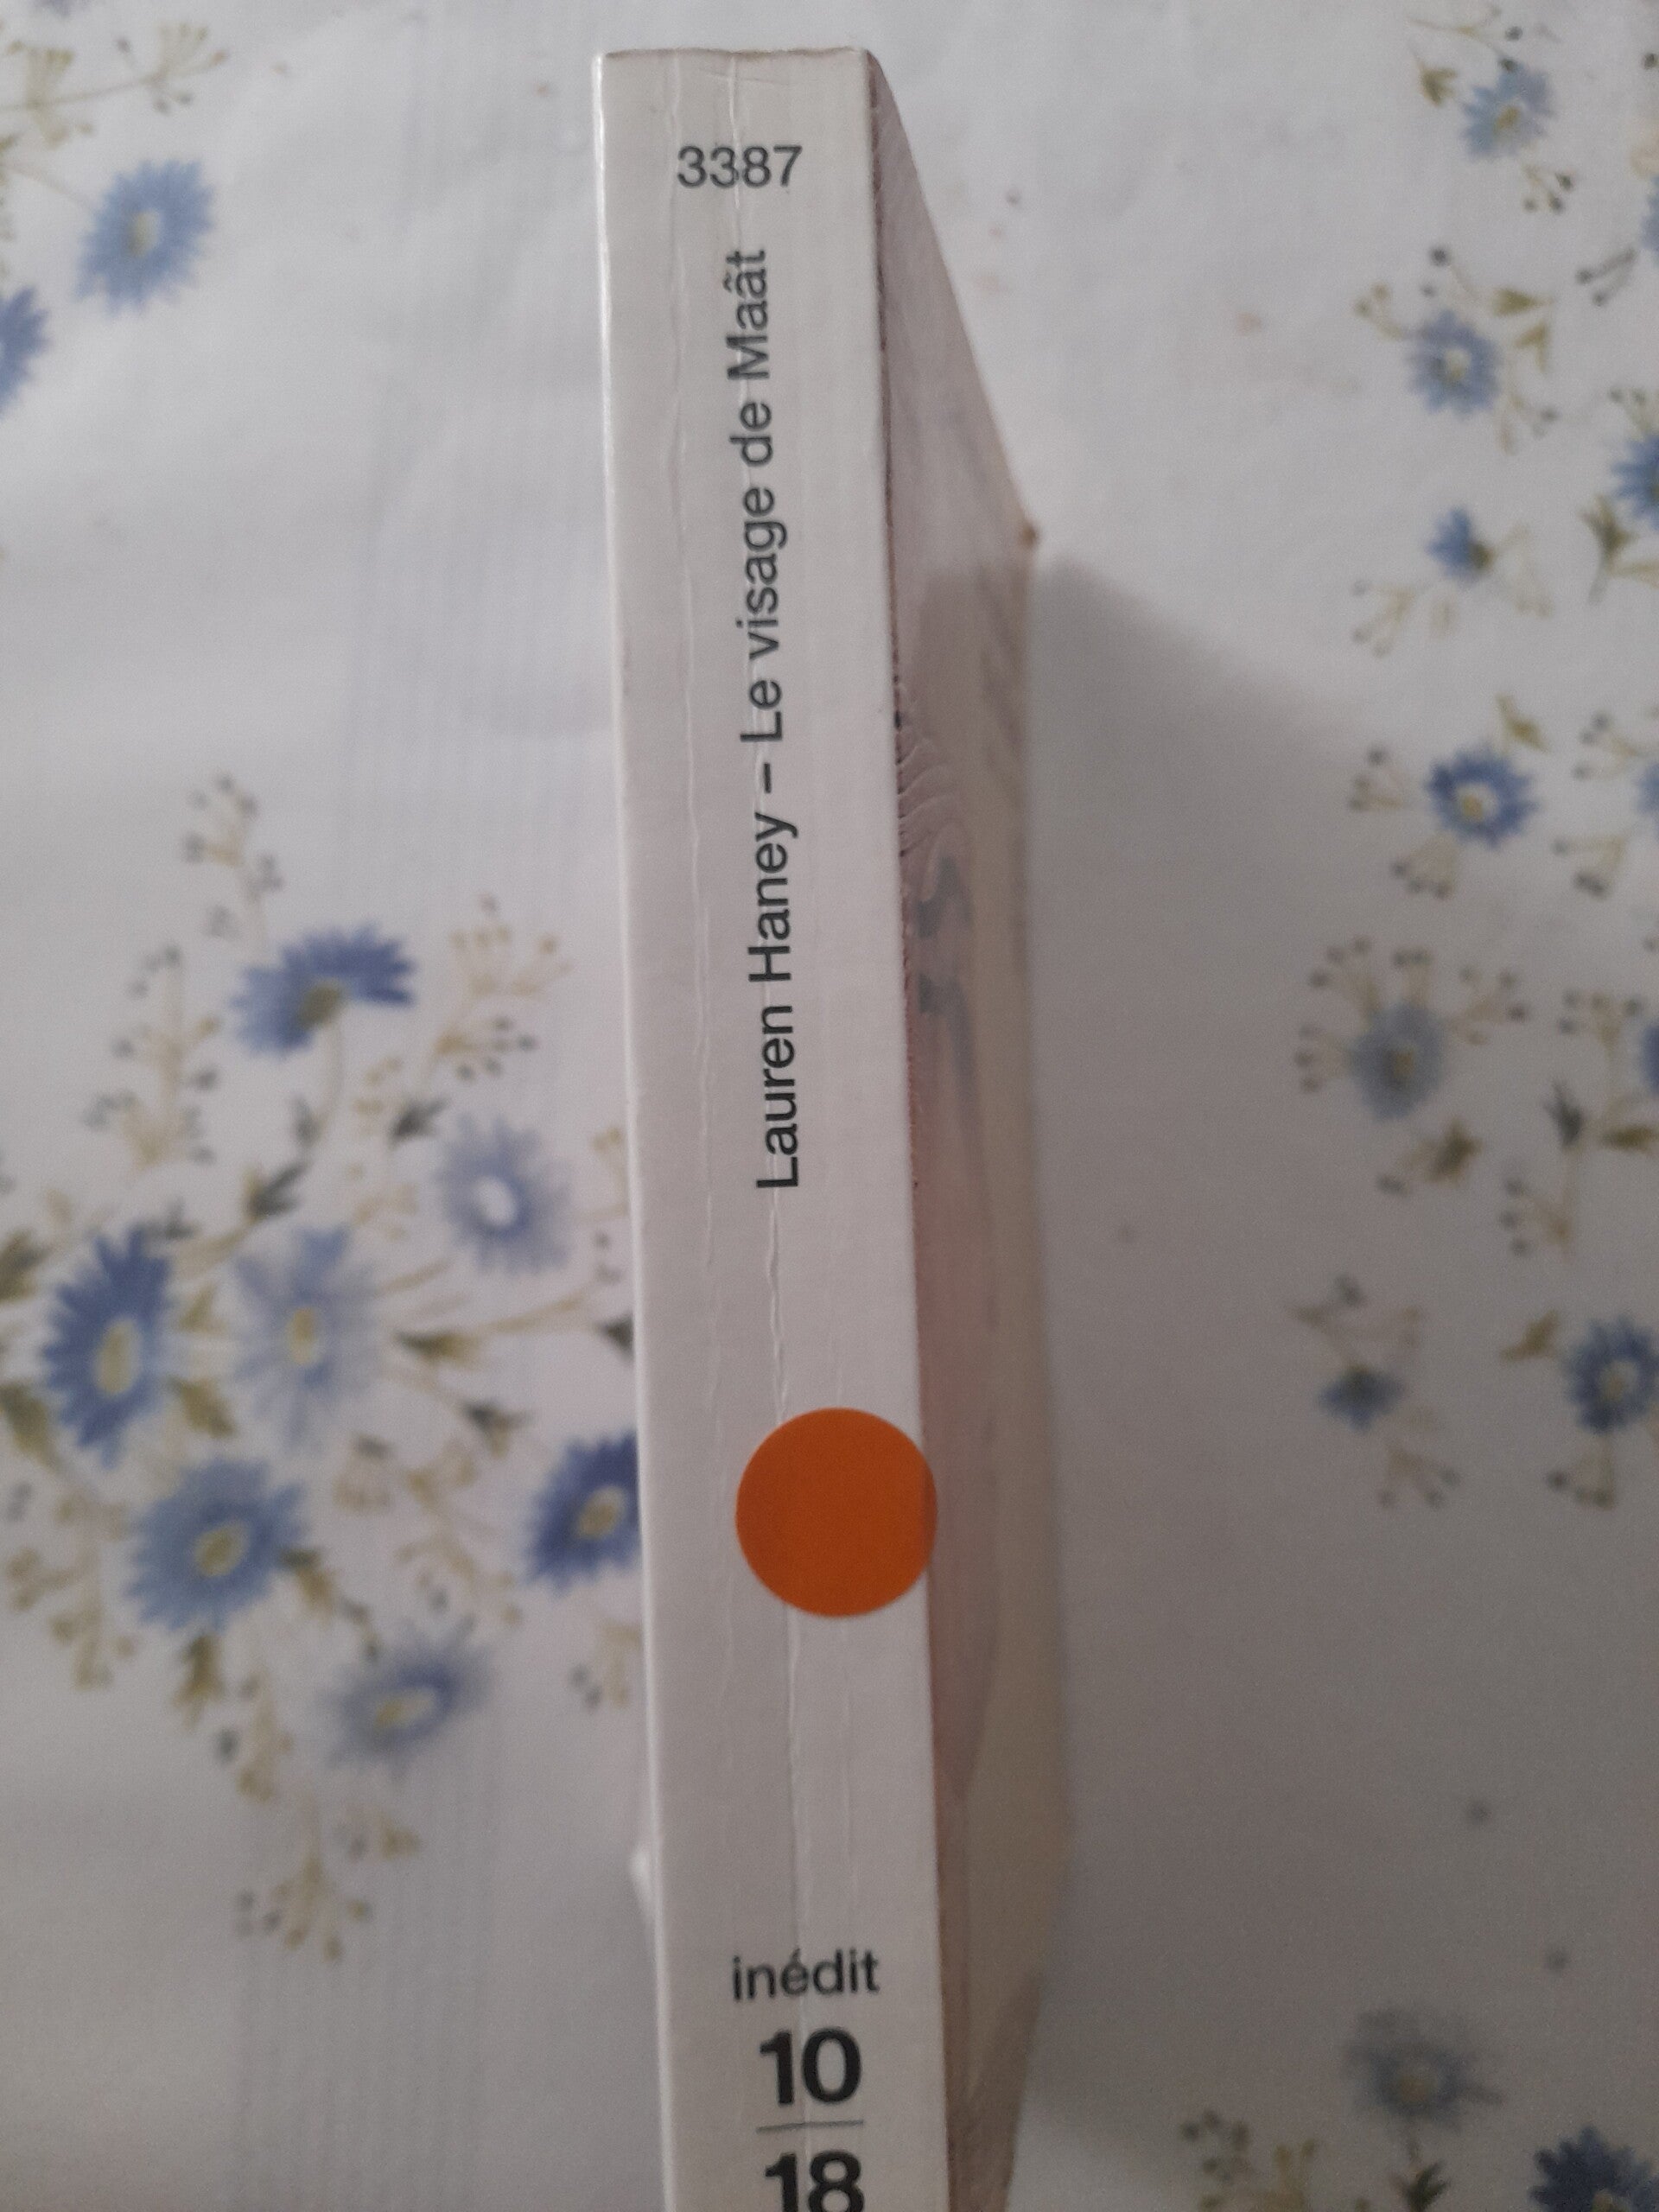 3387
Lauren Haney – Le visage de Maât
inédit
10
18